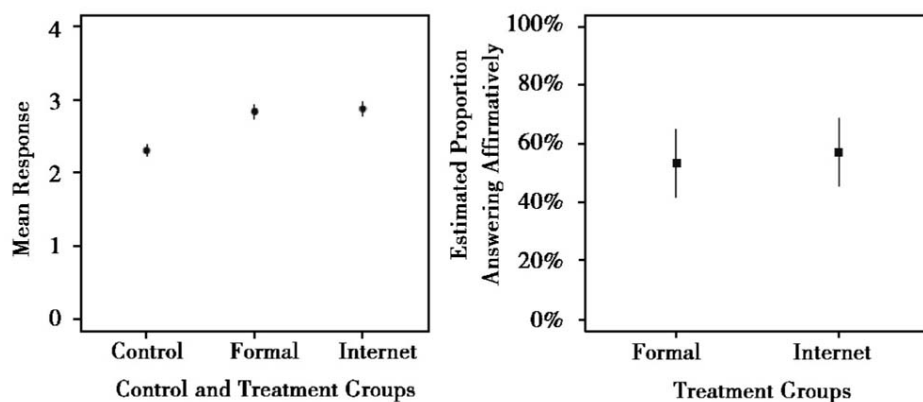 4
3
2
1
0
Mean Response
Control Formal Internet
Control and Treatment Groups
100%
80%
60%
40%
20%
0%
Estimated Proportion
Answering Affirmatively
Formal Internet
Treatment Groups